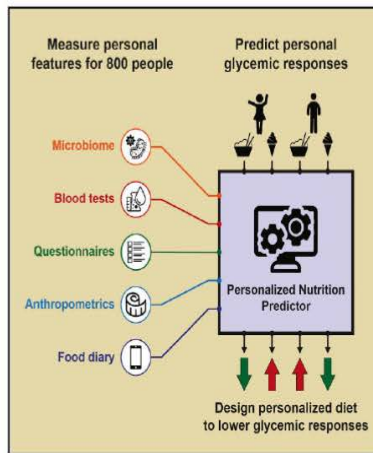 Measure personal
features for 800 people
Predict personal
glycemic responses
Microbiome
Blood tests
Questionnaires
Anthropometrics
Food diary
Personalized Nutrition
Predictor
Design personalized diet
to lower glycemic responses